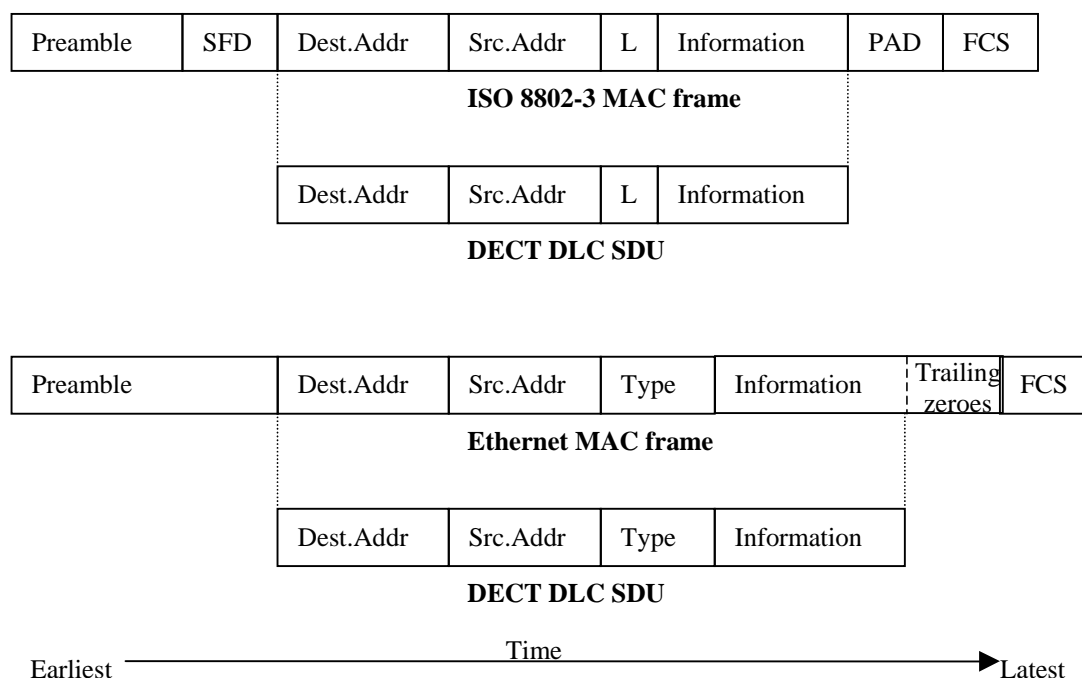 Preamble SFD Dest.Addr Src.Addr L Information PAD FCS
ISO 8802-3 MAC frame
Dest.Addr Src.Addr L Information
DECT DLC SDU
Preamble Dest.Addr Src.Addr Type Information Trailing zeroes FCS
Ethernet MAC frame
Dest.Addr Src.Addr Type Information
DECT DLC SDU
Time
Earliest Latest